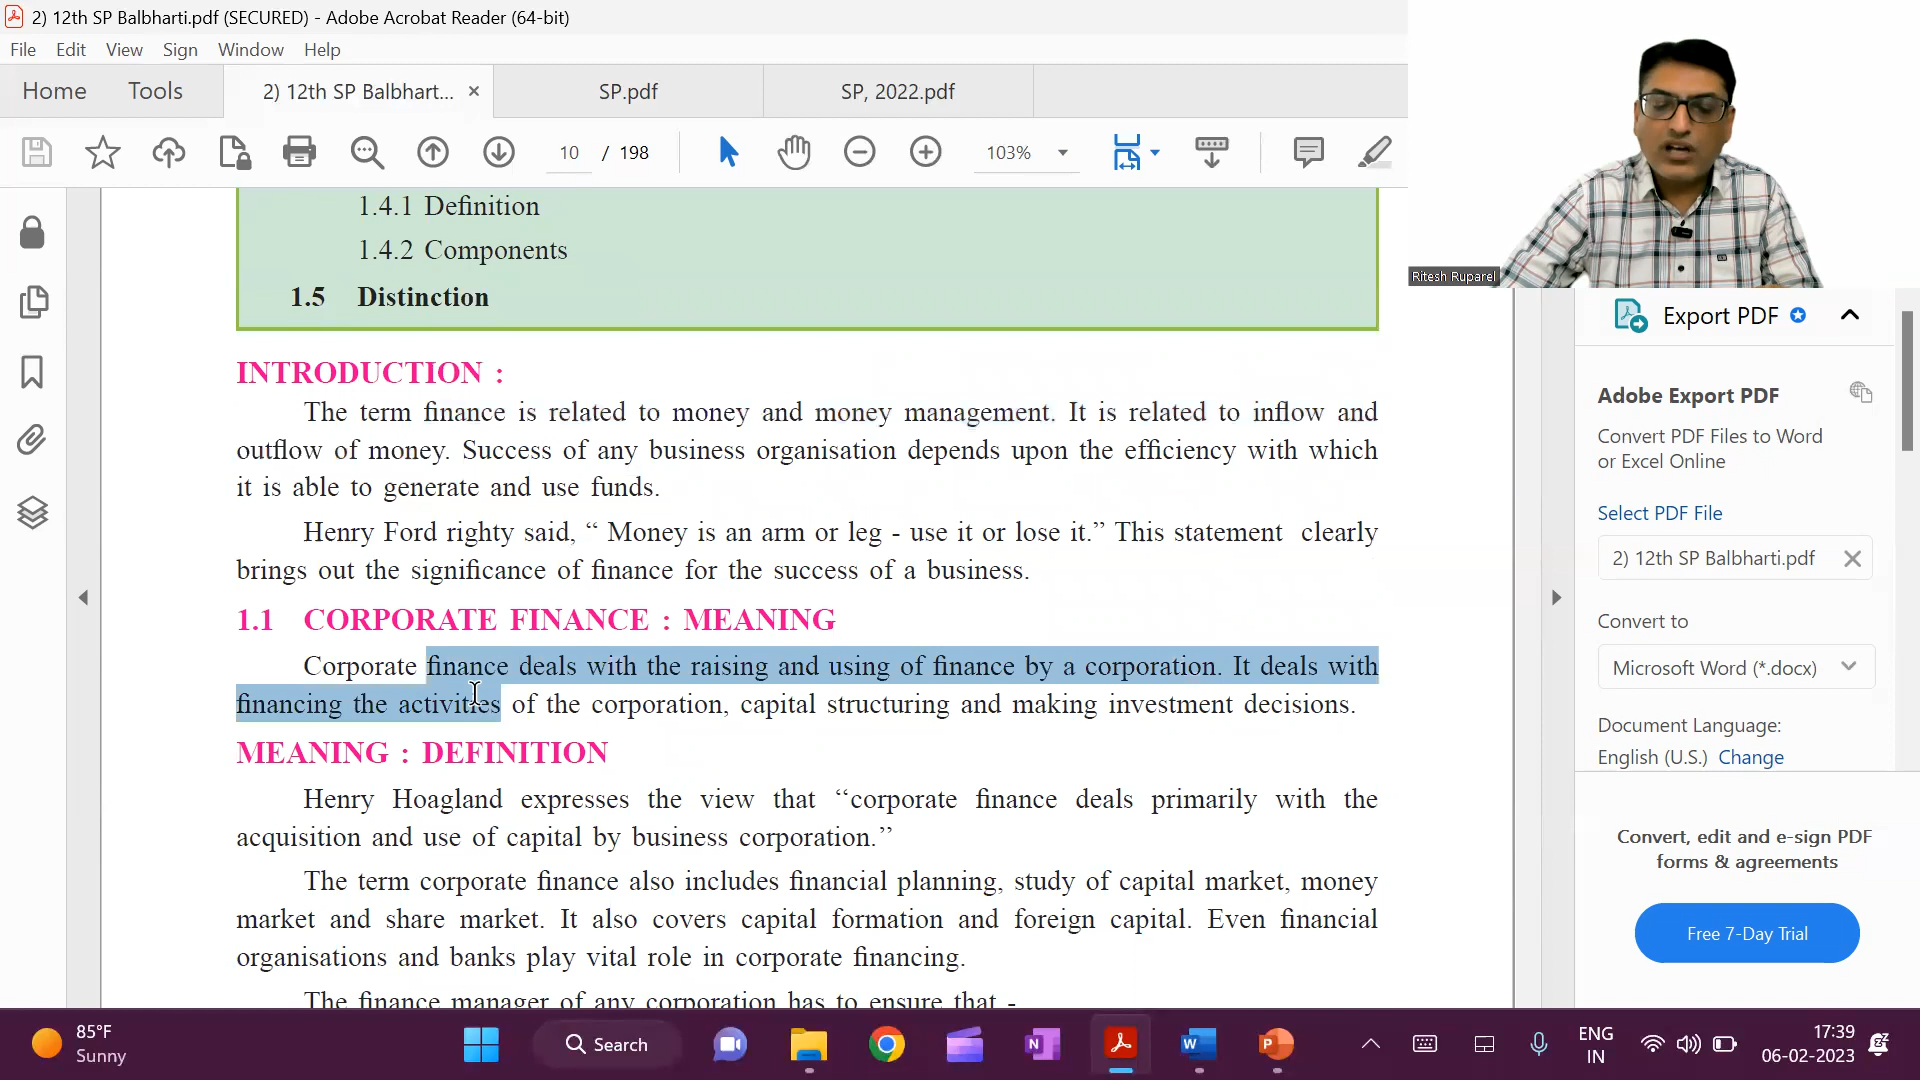 2) 12th SP Balbharti.pdf (SECURED) - Adobe Acrobat Reader (64-bit)
File Edit View Sign Window Help
Home Tools 2) 12th SP Balbhart... × SP.pdf SP, 2022.pdf
10 / 198 103%
1.4.1 Definition
1.4.2 Components
1.5 Distinction
INTRODUCTION :
The term finance is related to money and money management. It is related to inflow and
outflow of money. Success of any business organisation depends upon the efficiency with which
it is able to generate and use funds.
Henry Ford righty said, “ Money is an arm or leg - use it or lose it.” This statement clearly
brings out the significance of finance for the success of a business.
1.1 CORPORATE FINANCE : MEANING
Corporate finance deals with the raising and using of finance by a corporation. It deals with
financing the activities of the corporation, capital structuring and making investment decisions.
MEANING : DEFINITION
Henry Hoagland expresses the view that ‘‘corporate finance deals primarily with the
acquisition and use of capital by business corporation.’’
The term corporate finance also includes financial planning, study of capital market, money
market and share market. It also covers capital formation and foreign capital. Even financial
organisations and banks play vital role in corporate financing.
The finance manager of any corporation has to ensure that -
Ritesh Ruparel
Export PDF
Adobe Export PDF
Convert PDF Files to Word
or Excel Online
Select PDF File
2) 12th SP Balbharti.pdf
Convert to
Microsoft Word (*.docx)
Document Language:
English (U.S.) Change
Convert, edit and e-sign PDF
forms & agreements
Free 7-Day Trial
85°F
Sunny
Search
ENG
IN
17:39
06-02-2023